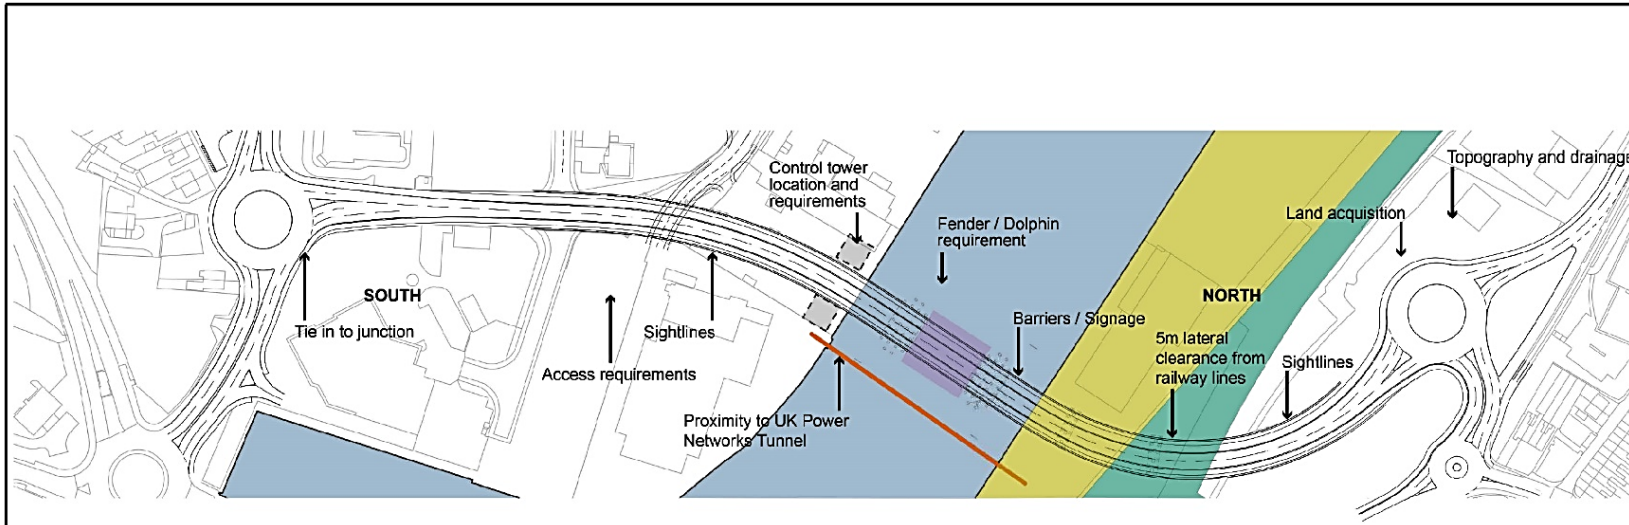 Control tower
location and
requirements
Topography and drainage
Land acquisition
Fender / Dolphin
requirement
SOUTH
NORTH
Tie in to junction
Sightlines
Barriers / Signage
5m lateral
clearance from
railway lines
Sightlines
Access requirements
Proximity to UK Power
Networks Tunnel